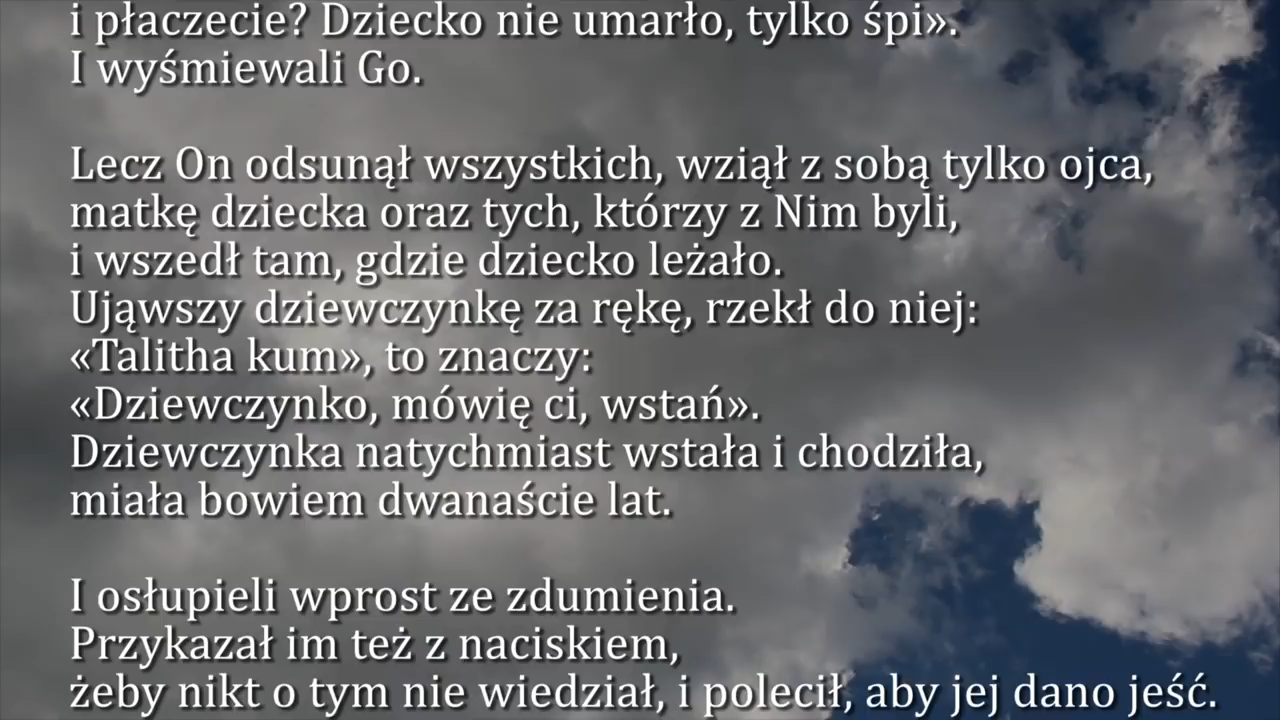 i płaczecie? Dziecko nie umarło, tylko śpi».
I wyśmiewali Go.
Lecz On odsunął wszystkich, wziął z sobą tylko ojca,
matkę dziecka oraz tych, którzy z Nim byli,
i wszedł tam, gdzie dziecko leżało.
Ująwszy dziewczynkę za rękę, rzekł do niej:
«Talitha kum», to znaczy:
«Dziewczynko, mówię ci, wstań».
Dziewczynka natychmiast wstała i chodziła,
miała bowiem dwanaście lat.
I osłupieli wprost ze zdumienia.
Przykazał im też z naciskiem,
żeby nikt o tym nie wiedział, i polecił, aby jej dano jeść.